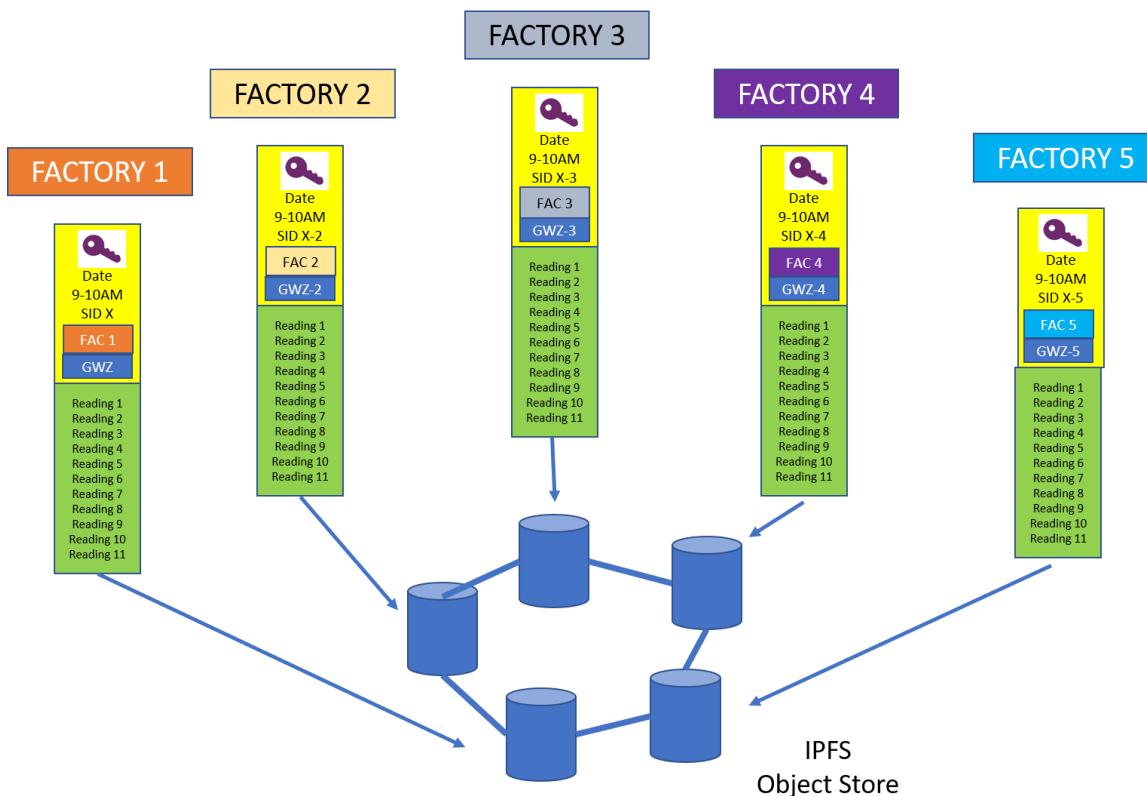 FACTORY 1
Date
9-10AM
SID X
FAC 1
GWZ
Reading 1
Reading 2
Reading 3
Reading 4
Reading 5
Reading 6
Reading 7
Reading 8
Reading 9
Reading 10
Reading 11
FACTORY 2
Date
9-10AM
SID X-2
FAC 2
GWZ-2
Reading 1
Reading 2
Reading 3
Reading 4
Reading 5
Reading 6
Reading 7
Reading 8
Reading 9
Reading 10
Reading 11
FACTORY 3
Date
9-10AM
SID X-3
FAC 3
GWZ-3
Reading 1
Reading 2
Reading 3
Reading 4
Reading 5
Reading 6
Reading 7
Reading 8
Reading 9
Reading 10
Reading 11
FACTORY 4
Date
9-10AM
SID X-4
FAC 4
GWZ-4
Reading 1
Reading 2
Reading 3
Reading 4
Reading 5
Reading 6
Reading 7
Reading 8
Reading 9
Reading 10
Reading 11
FACTORY 5
Date
9-10AM
SID X-5
FAC 5
GWZ-5
Reading 1
Reading 2
Reading 3
Reading 4
Reading 5
Reading 6
Reading 7
Reading 8
Reading 9
Reading 10
Reading 11
IPFS
Object Store